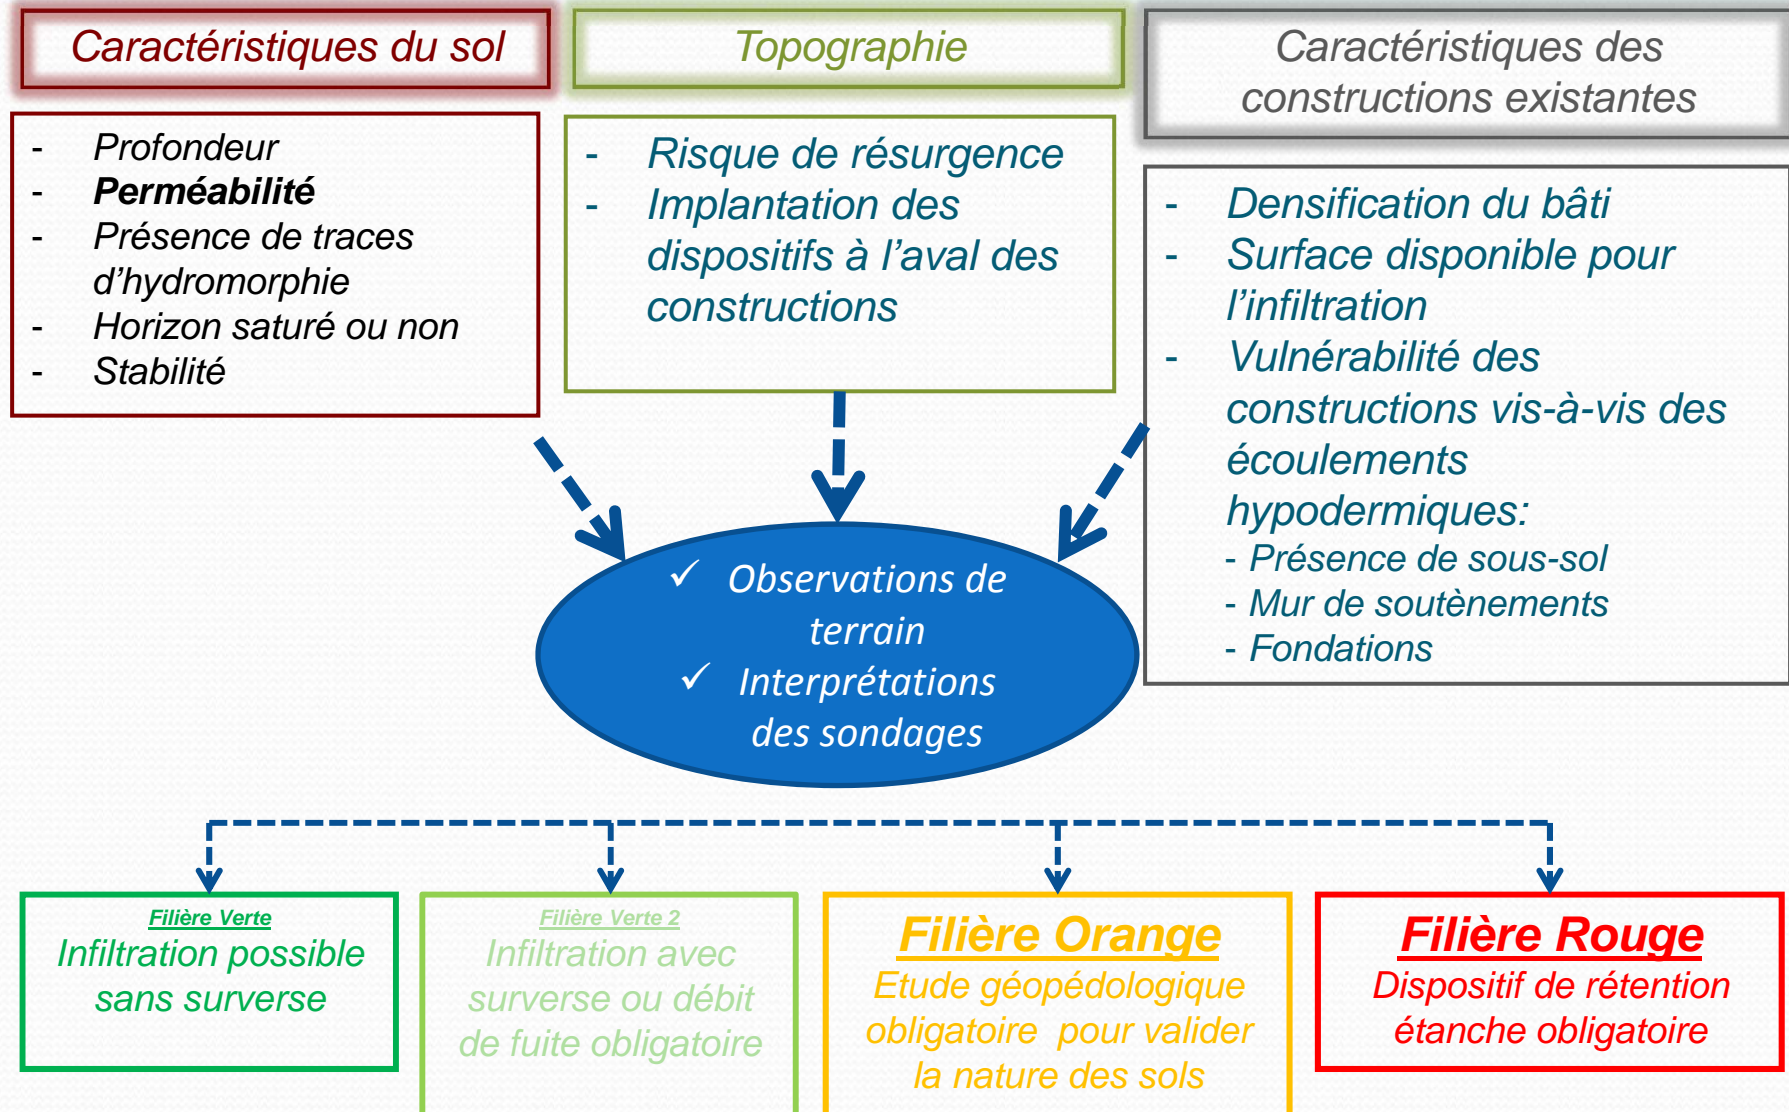 Caractéristiques du sol
- Profondeur
- Perméabilité
- Présence de traces
d'hydromorphie
- Horizon saturé ou non
- Stabilité
Topographie
- Risque de résurgence
- Implantation des
dispositifs à l'aval des
constructions
Caractéristiques des
constructions existantes
- Densification du bâti
- Surface disponible pour
l'infiltration
- Vulnérabilité des
constructions vis-à-vis des
écoulements
hypodermiques:
- Présence de sous-sol
- Mur de soutènements
- Fondations
✓ Observations de
terrain
✓ Interprétations
des sondages
Filière Verte
Infiltration possible
sans surverse
Filière Verte 2
Infiltration avec
surverse ou débit
de fuite obligatoire
Filière Orange
Etude géopédologique
obligatoire pour valider
la nature des sols
Filière Rouge
Dispositif de rétention
étanche obligatoire